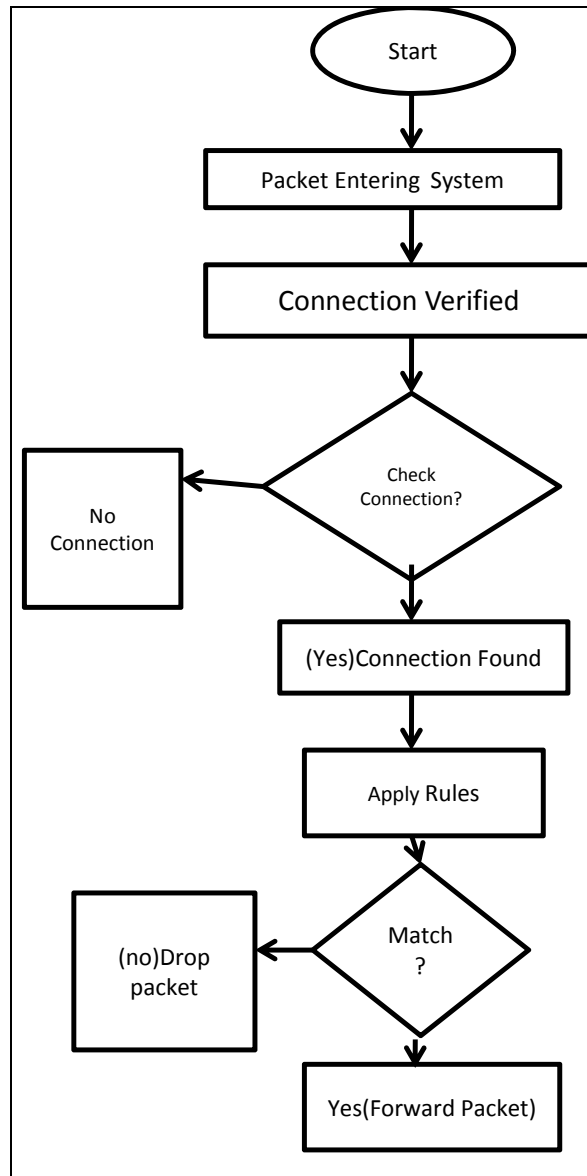 Start
Packet Entering System
Connection Verified
Check
Connection?
No
Connection
(Yes)Connection Found
Apply Rules
Match
?
(no)Drop
packet
Yes(Forward Packet)